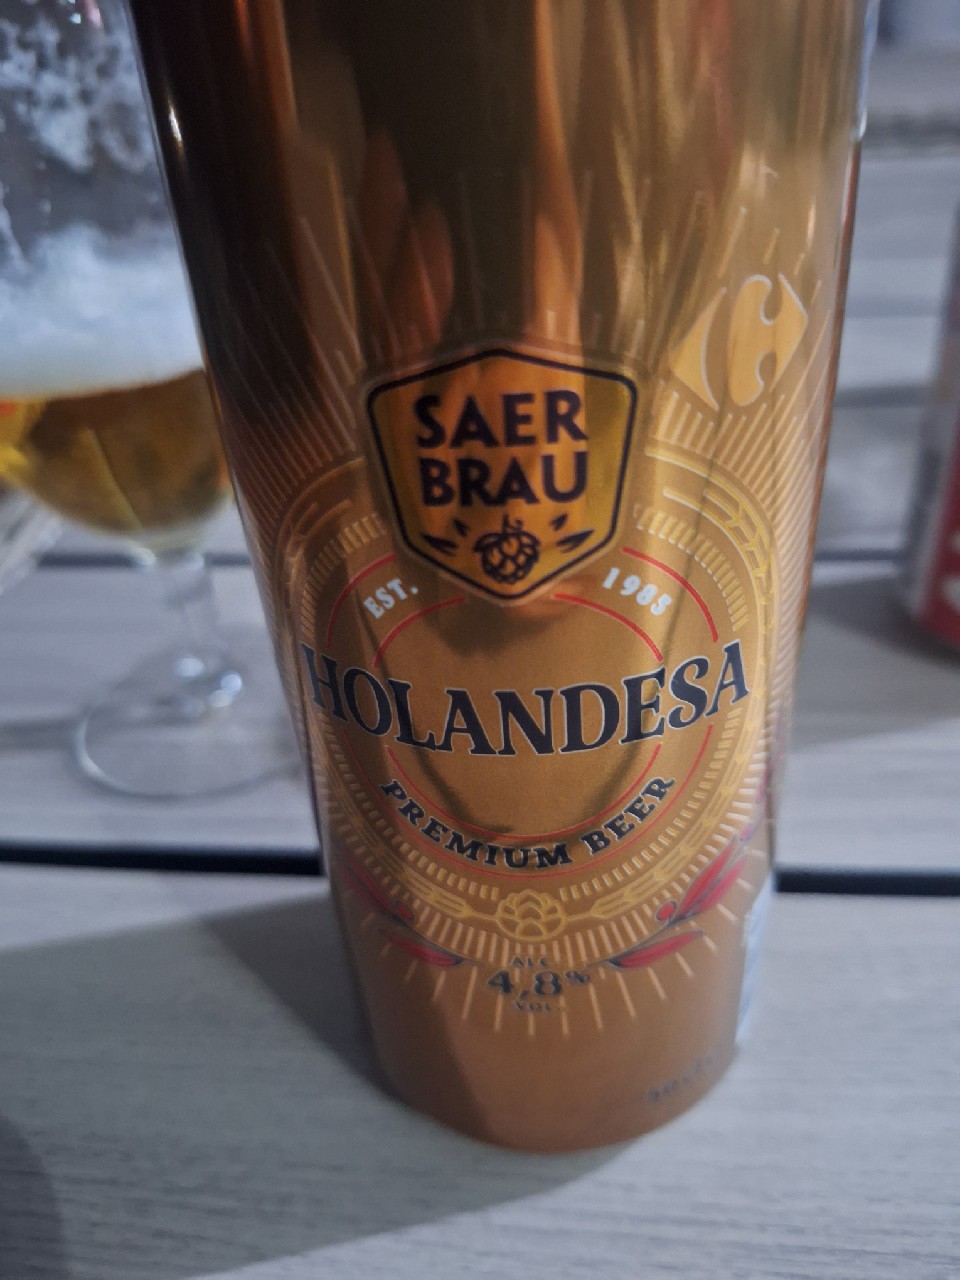 SAER
BRAU
EST. 1985
HOLANDESA
PREMIUM BEER
ALC.
4,8%
VOL.